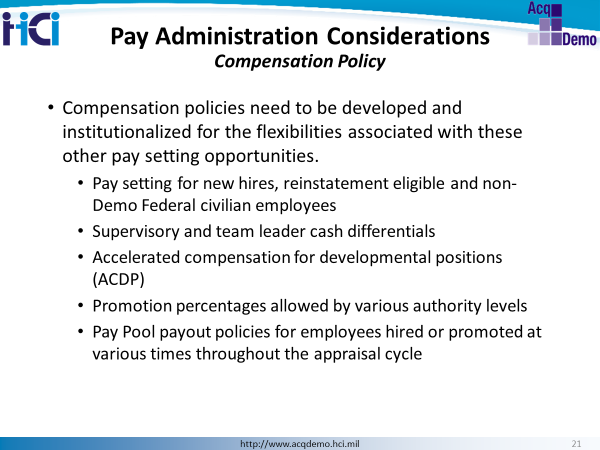 HCi
Acq
Demo
Pay Administration Considerations
Compensation Policy
• Compensation policies need to be developed and
institutionalized for the flexibilities associated with these
other pay setting opportunities.
• Pay setting for new hires, reinstatement eligible and non-
Demo Federal civilian employees
• Supervisory and team leader cash differentials
• Accelerated compensation for developmental positions
(ACDP)
• Promotion percentages allowed by various authority levels
• Pay Pool payout policies for employees hired or promoted at
various times throughout the appraisal cycle
http://www.acqdemo.hci.mil
21